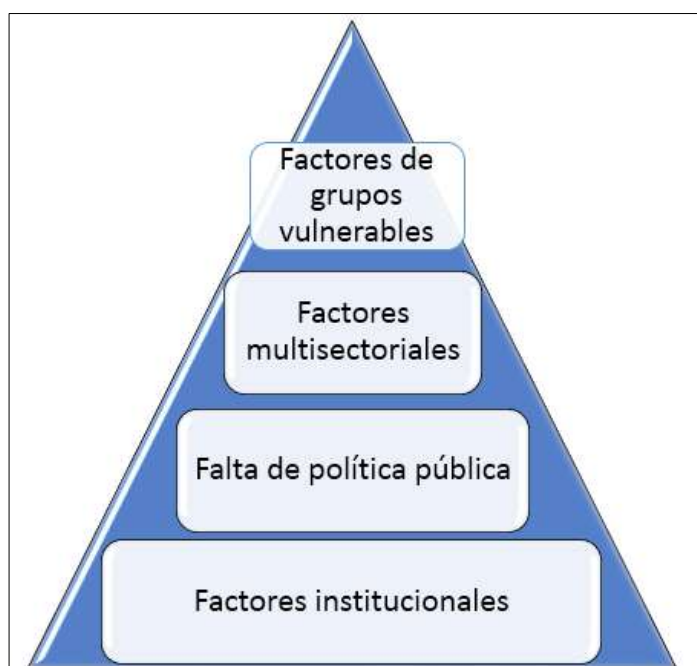 Factores de
grupos
vulnerables
Factores
multisectoriales
Falta de política pública
Factores institucionales